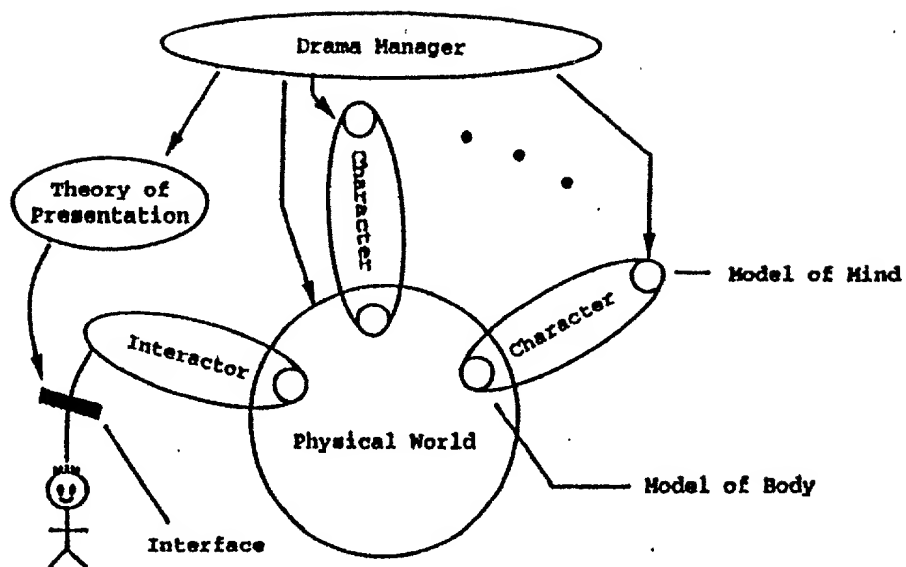 Drama Manager
Theory of
Presentation
Character
Character
Model of Mind
Interactor
Physical World
Model of Body
Interface